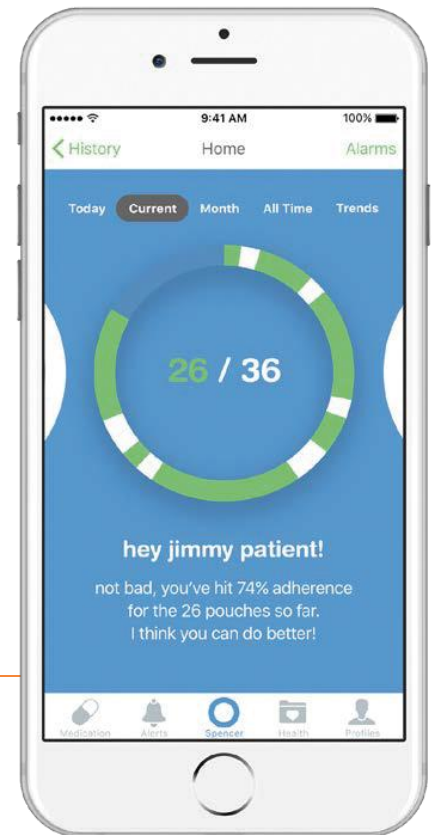 9:41 AM
100%
History
Home
Alarms
Today
Current
Month
All Time
Trends
26 / 36
hey jimmy patient!
not bad, you've hit 74% adherence
for the 26 pouches so far.
I think you can do better!
Medication
Alerts
Spencer
Health
Profiles